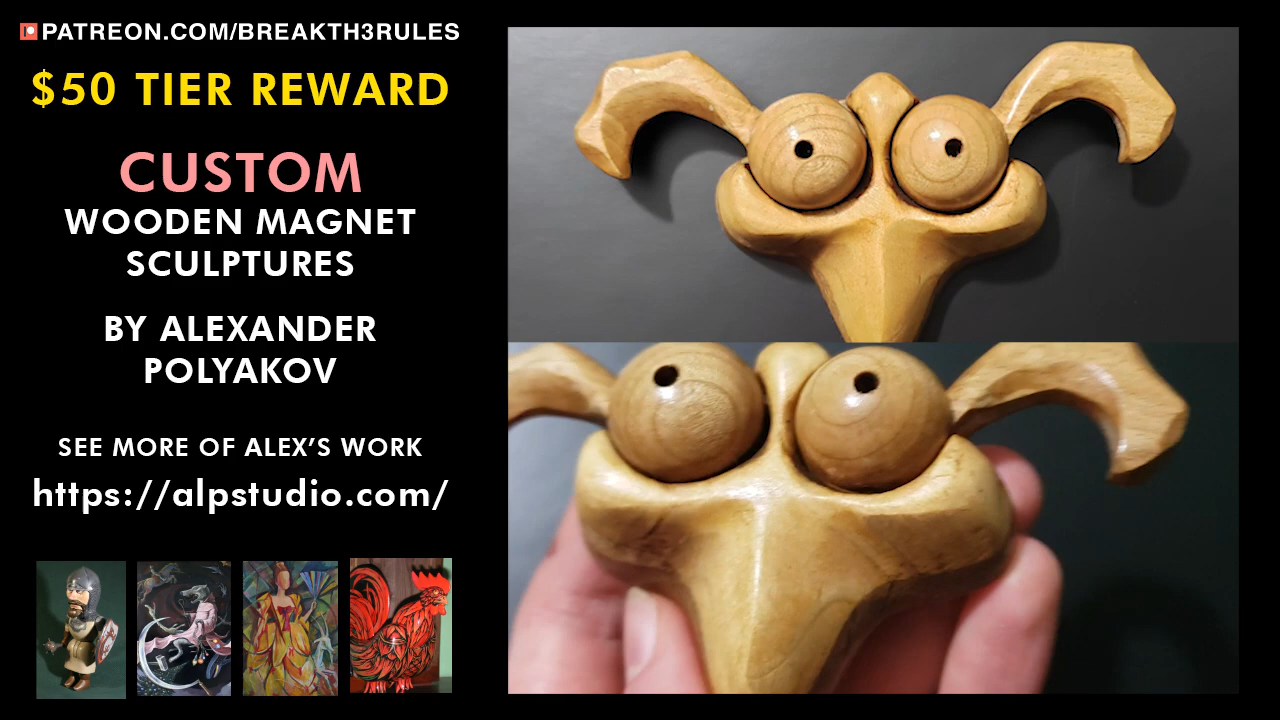 PATREON.COM/BREAKTH3RULES
$50 TIER REWARD
CUSTOM
WOODEN MAGNET
SCULPTURES
BY ALEXANDER
POLYAKOV
SEE MORE OF ALEX’S WORK
https://alpstudio.com/